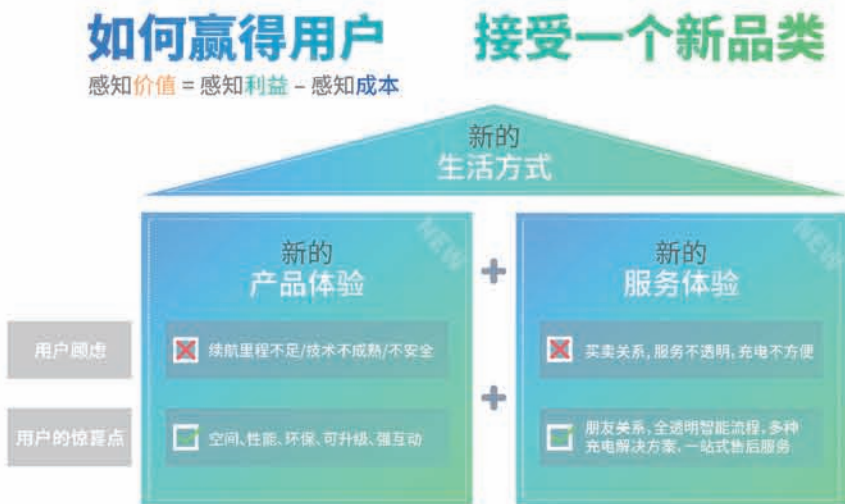 如何赢得用户 接受一个新品类
感知价值 = 感知利益 – 感知成本
新的
生活方式
NEW
新的
产品体验
+
NEW
新的
服务体验
用户顾虑
续航里程不足/技术不成熟/不安全
买卖关系,服务不透明,充电不方便
+
用户的惊喜点
空间、性能、环保、可升级、强互动
朋友关系,全透明智能流程,多种
充电解决方案,一站式售后服务